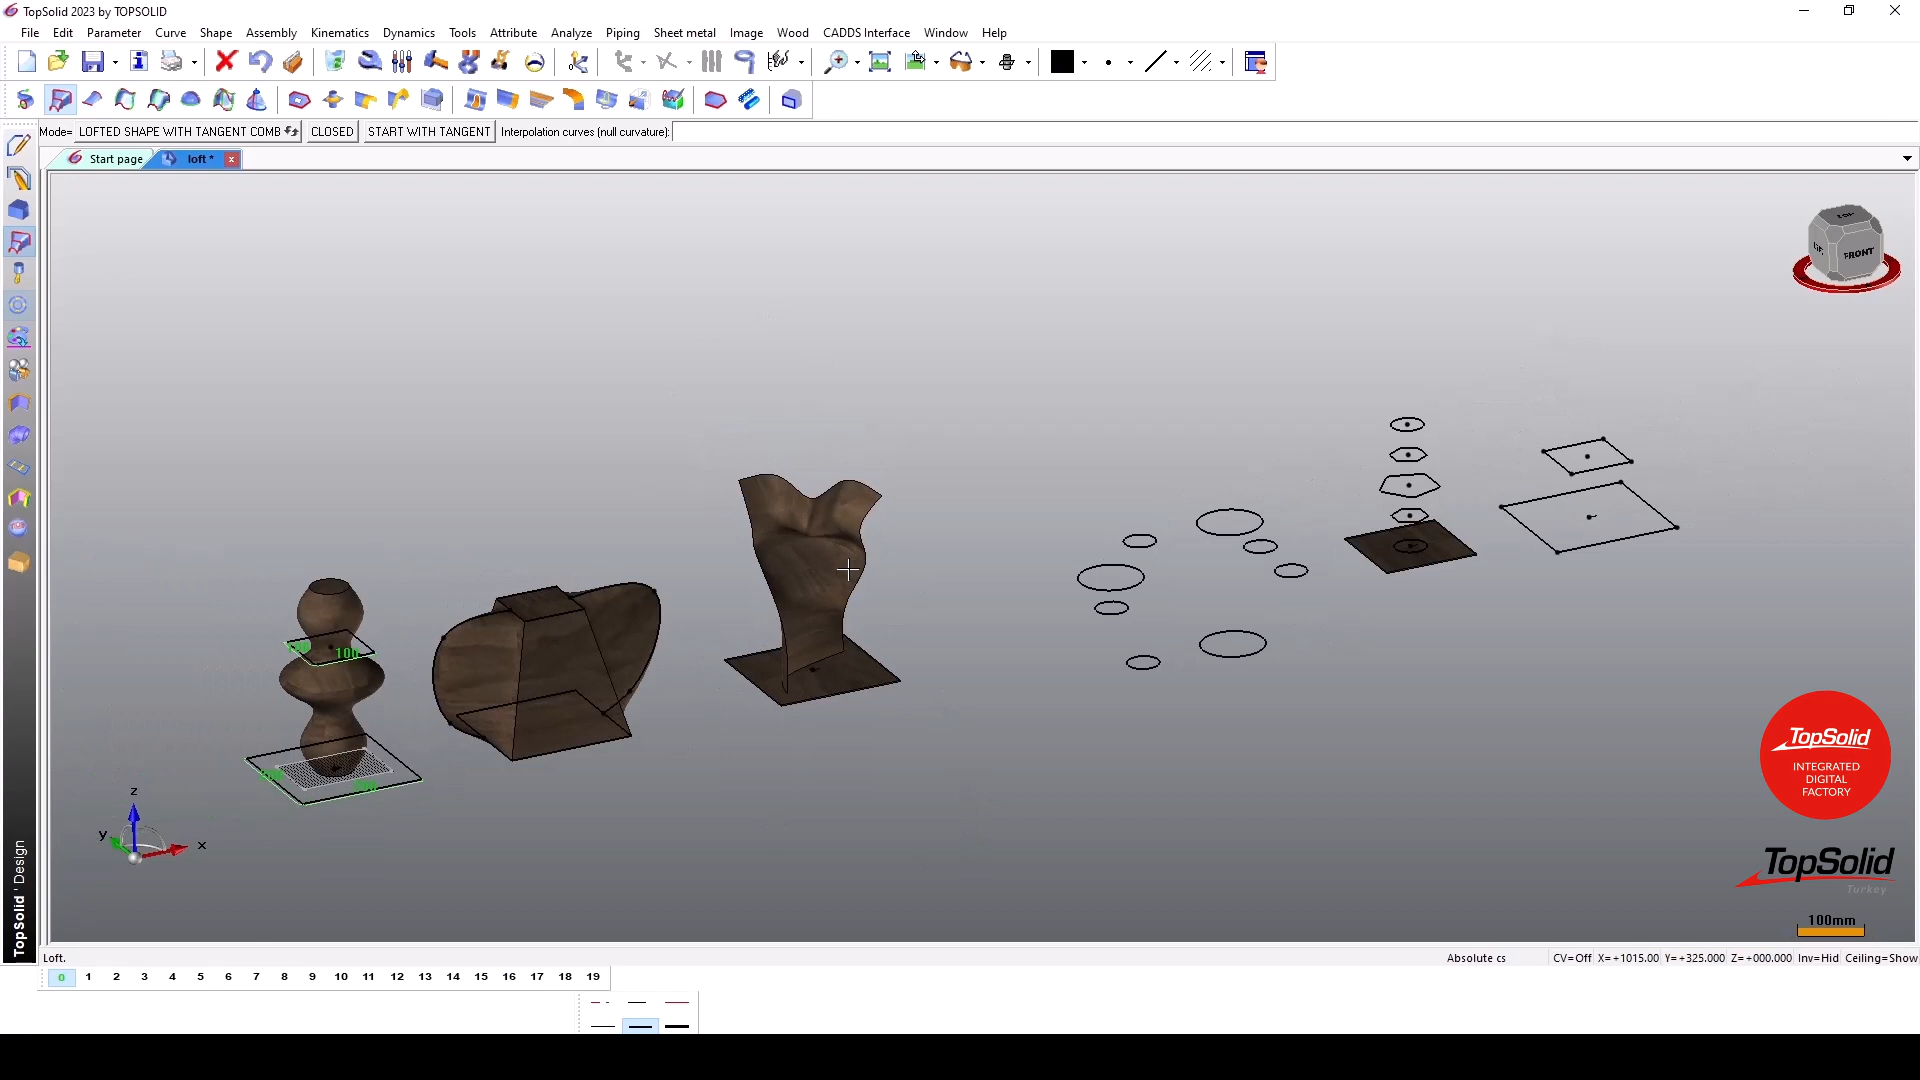 TopSolid 2023 by TOPSOLID
File Edit Parameter Curve Shape Assembly Kinematics Dynamics Tools Attribute Analyze Piping Sheet metal Image Wood CADDS Interface Window Help
Mode= LOFTED SHAPE WITH TANGENT COMB CLOSED START WITH TANGENT Interpolation curves (null curvature):
Start page loft * x
TOP
FRONT
100
TopSolid
INTEGRATED
DIGITAL
FACTORY
z
y
x
TopSolid
Turkey
TopSolid ' Design
100mm
Loft. Absolute cs CV=Off X=+1015.00 Y=+325.000 Z=+000.000 Inv=Hid Ceiling=Show
0 1 2 3 4 5 6 7 8 9 10 11 12 13 14 15 16 17 18 19